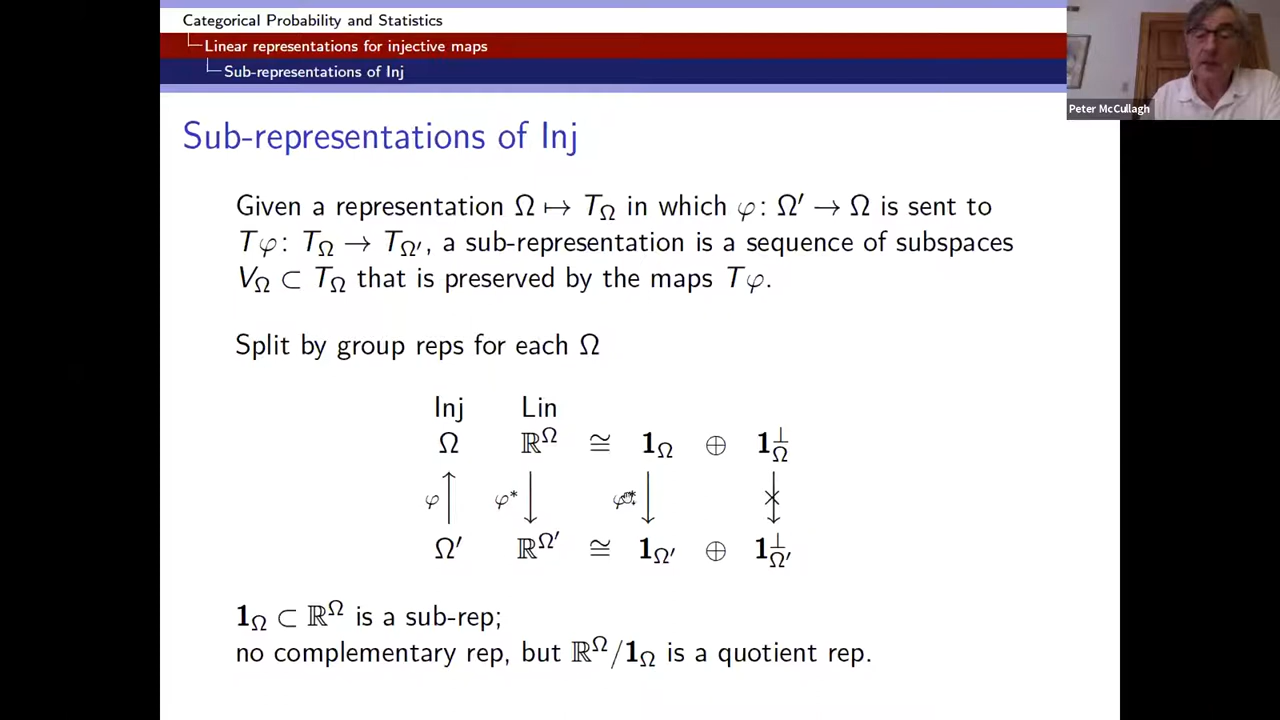 Categorical Probability and Statistics
Linear representations for injective maps
Sub-representations of Inj
Peter McCullagh
Sub-representations of Inj
Given a representation Ω ↦ T_Ω in which φ: Ω′ → Ω is sent to
Tφ: T_Ω → T_Ω′, a sub-representation is a sequence of subspaces
V_Ω ⊂ T_Ω that is preserved by the maps Tφ.
Split by group reps for each Ω
Inj Lin
Ω ℝ^Ω ≅ 1_Ω ⊕ 1_Ω^⊥
φ φ* φ*
Ω′ ℝ^Ω′ ≅ 1_Ω′ ⊕ 1_Ω′^⊥
1_Ω ⊂ ℝ^Ω is a sub-rep;
no complementary rep, but ℝ^Ω/1_Ω is a quotient rep.